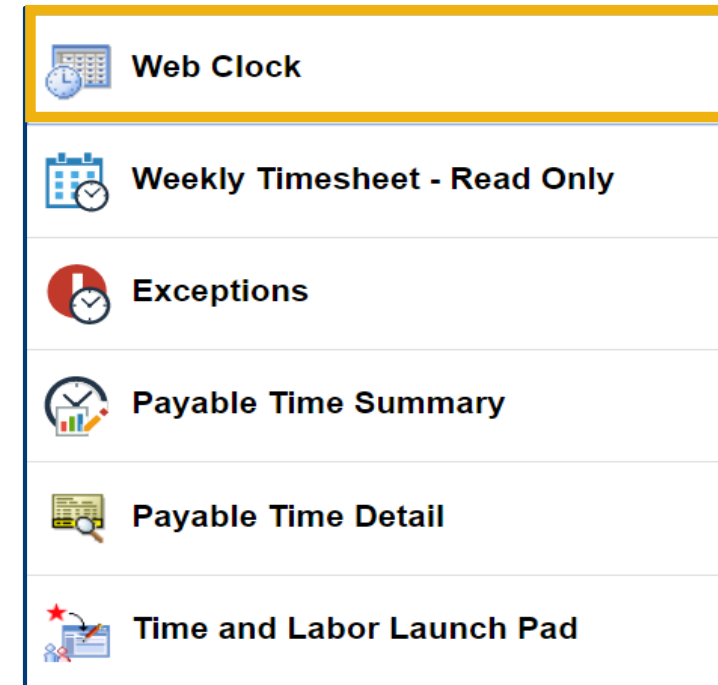 Web Clock
Weekly Timesheet - Read Only
Exceptions
Payable Time Summary
Payable Time Detail
Time and Labor Launch Pad